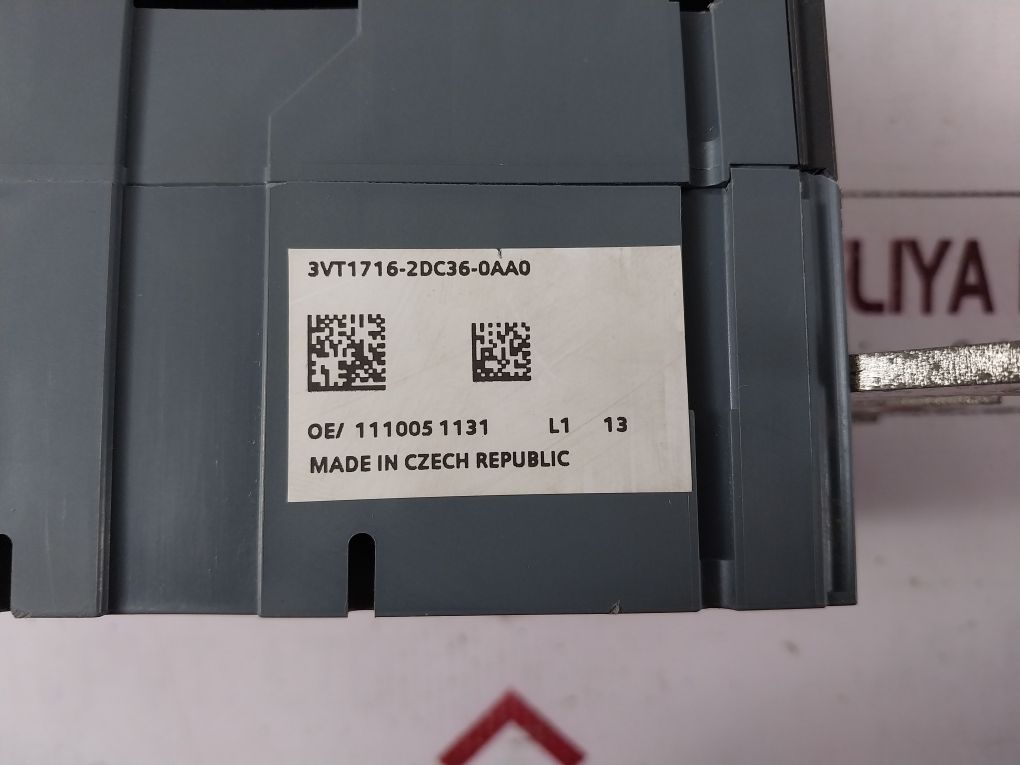 3VT1716-2DC36-0AA0
OE/ 111005 1131 L1 13
MADE IN CZECH REPUBLIC
LIYA